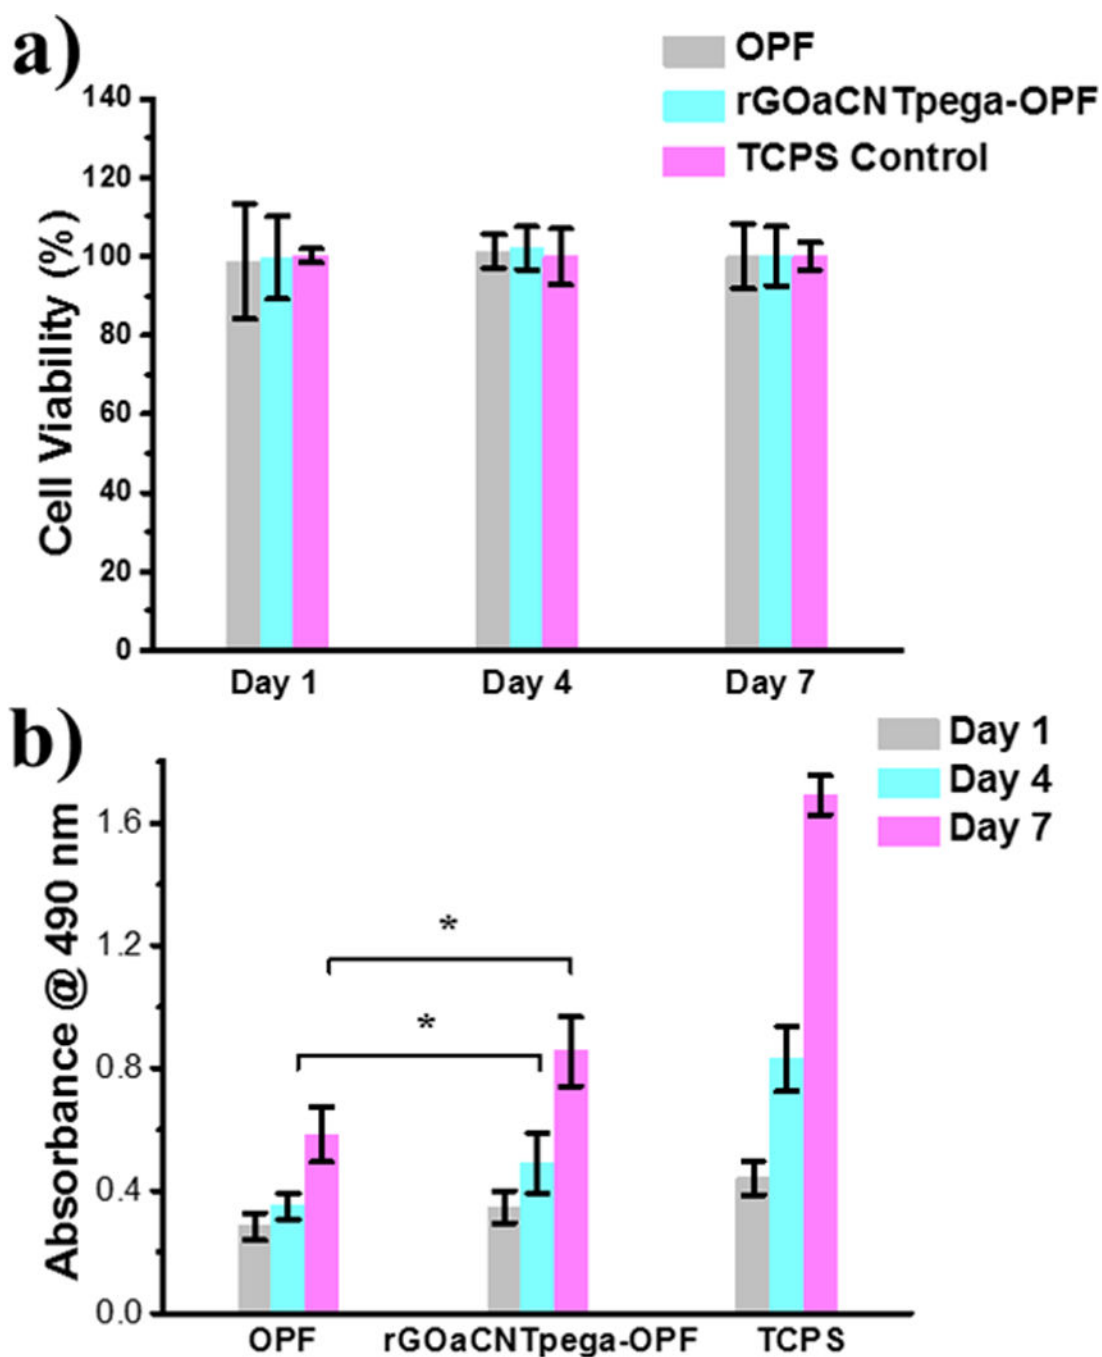 a)
OPF
rGOaCNTpega-OPF
TCPS Control
Cell Viability (%)
140
120
100
80
60
40
20
0
Day 1 Day 4 Day 7
b)
Day 1
Day 4
Day 7
Absorbance @ 490 nm
1.6
1.2
0.8
0.4
0.0
*
*
OPF rGOaCNTpega-OPF TCPS